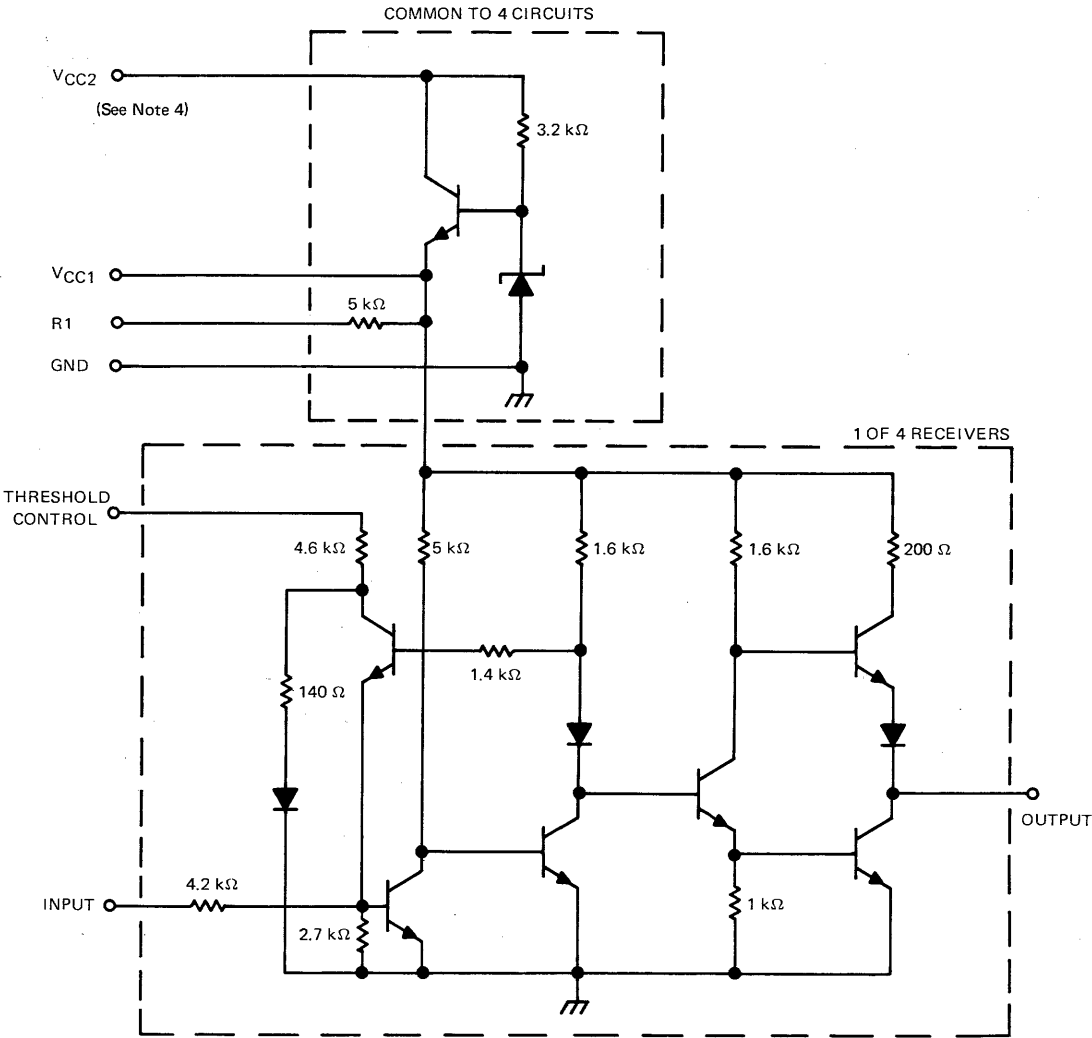 COMMON TO 4 CIRCUITS
VCC2
(See Note 4)
3.2 kΩ
VCC1
5 kΩ
R1
GND
1 OF 4 RECEIVERS
THRESHOLD
CONTROL
4.6 kΩ
5 kΩ
1.6 kΩ
1.6 kΩ
200 Ω
1.4 kΩ
140 Ω
OUTPUT
4.2 kΩ
INPUT
2.7 kΩ
1 kΩ